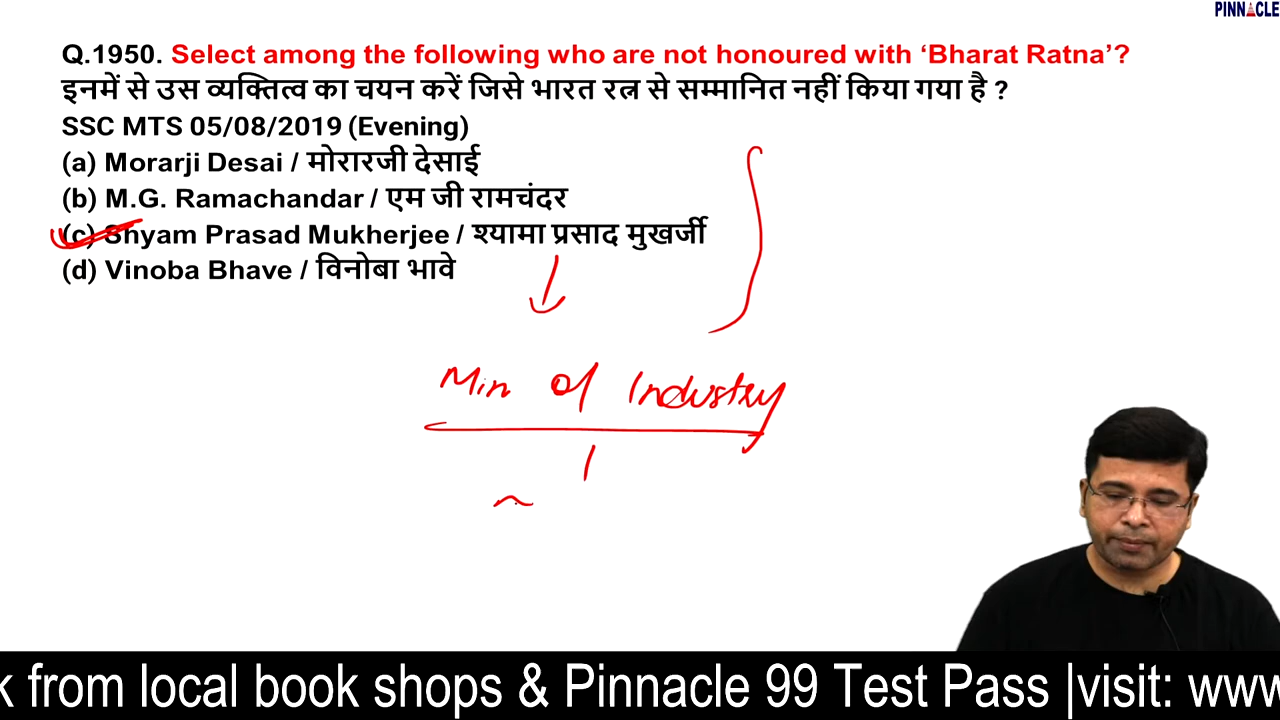 PINNACLE
Q.1950. Select among the following who are not honoured with ‘Bharat Ratna’?
इनमें से उस व्यक्तित्व का चयन करें जिसे भारत रत्न से सम्मानित नहीं किया गया है ?
SSC MTS 05/08/2019 (Evening)
(a) Morarji Desai / मोरारजी देसाई
(b) M.G. Ramachandar / एम जी रामचंदर
(c) Shyam Prasad Mukherjee / श्यामा प्रसाद मुखर्जी
(d) Vinoba Bhave / विनोबा भावे
Min of Industry
k from local book shops & Pinnacle 99 Test Pass |visit: www